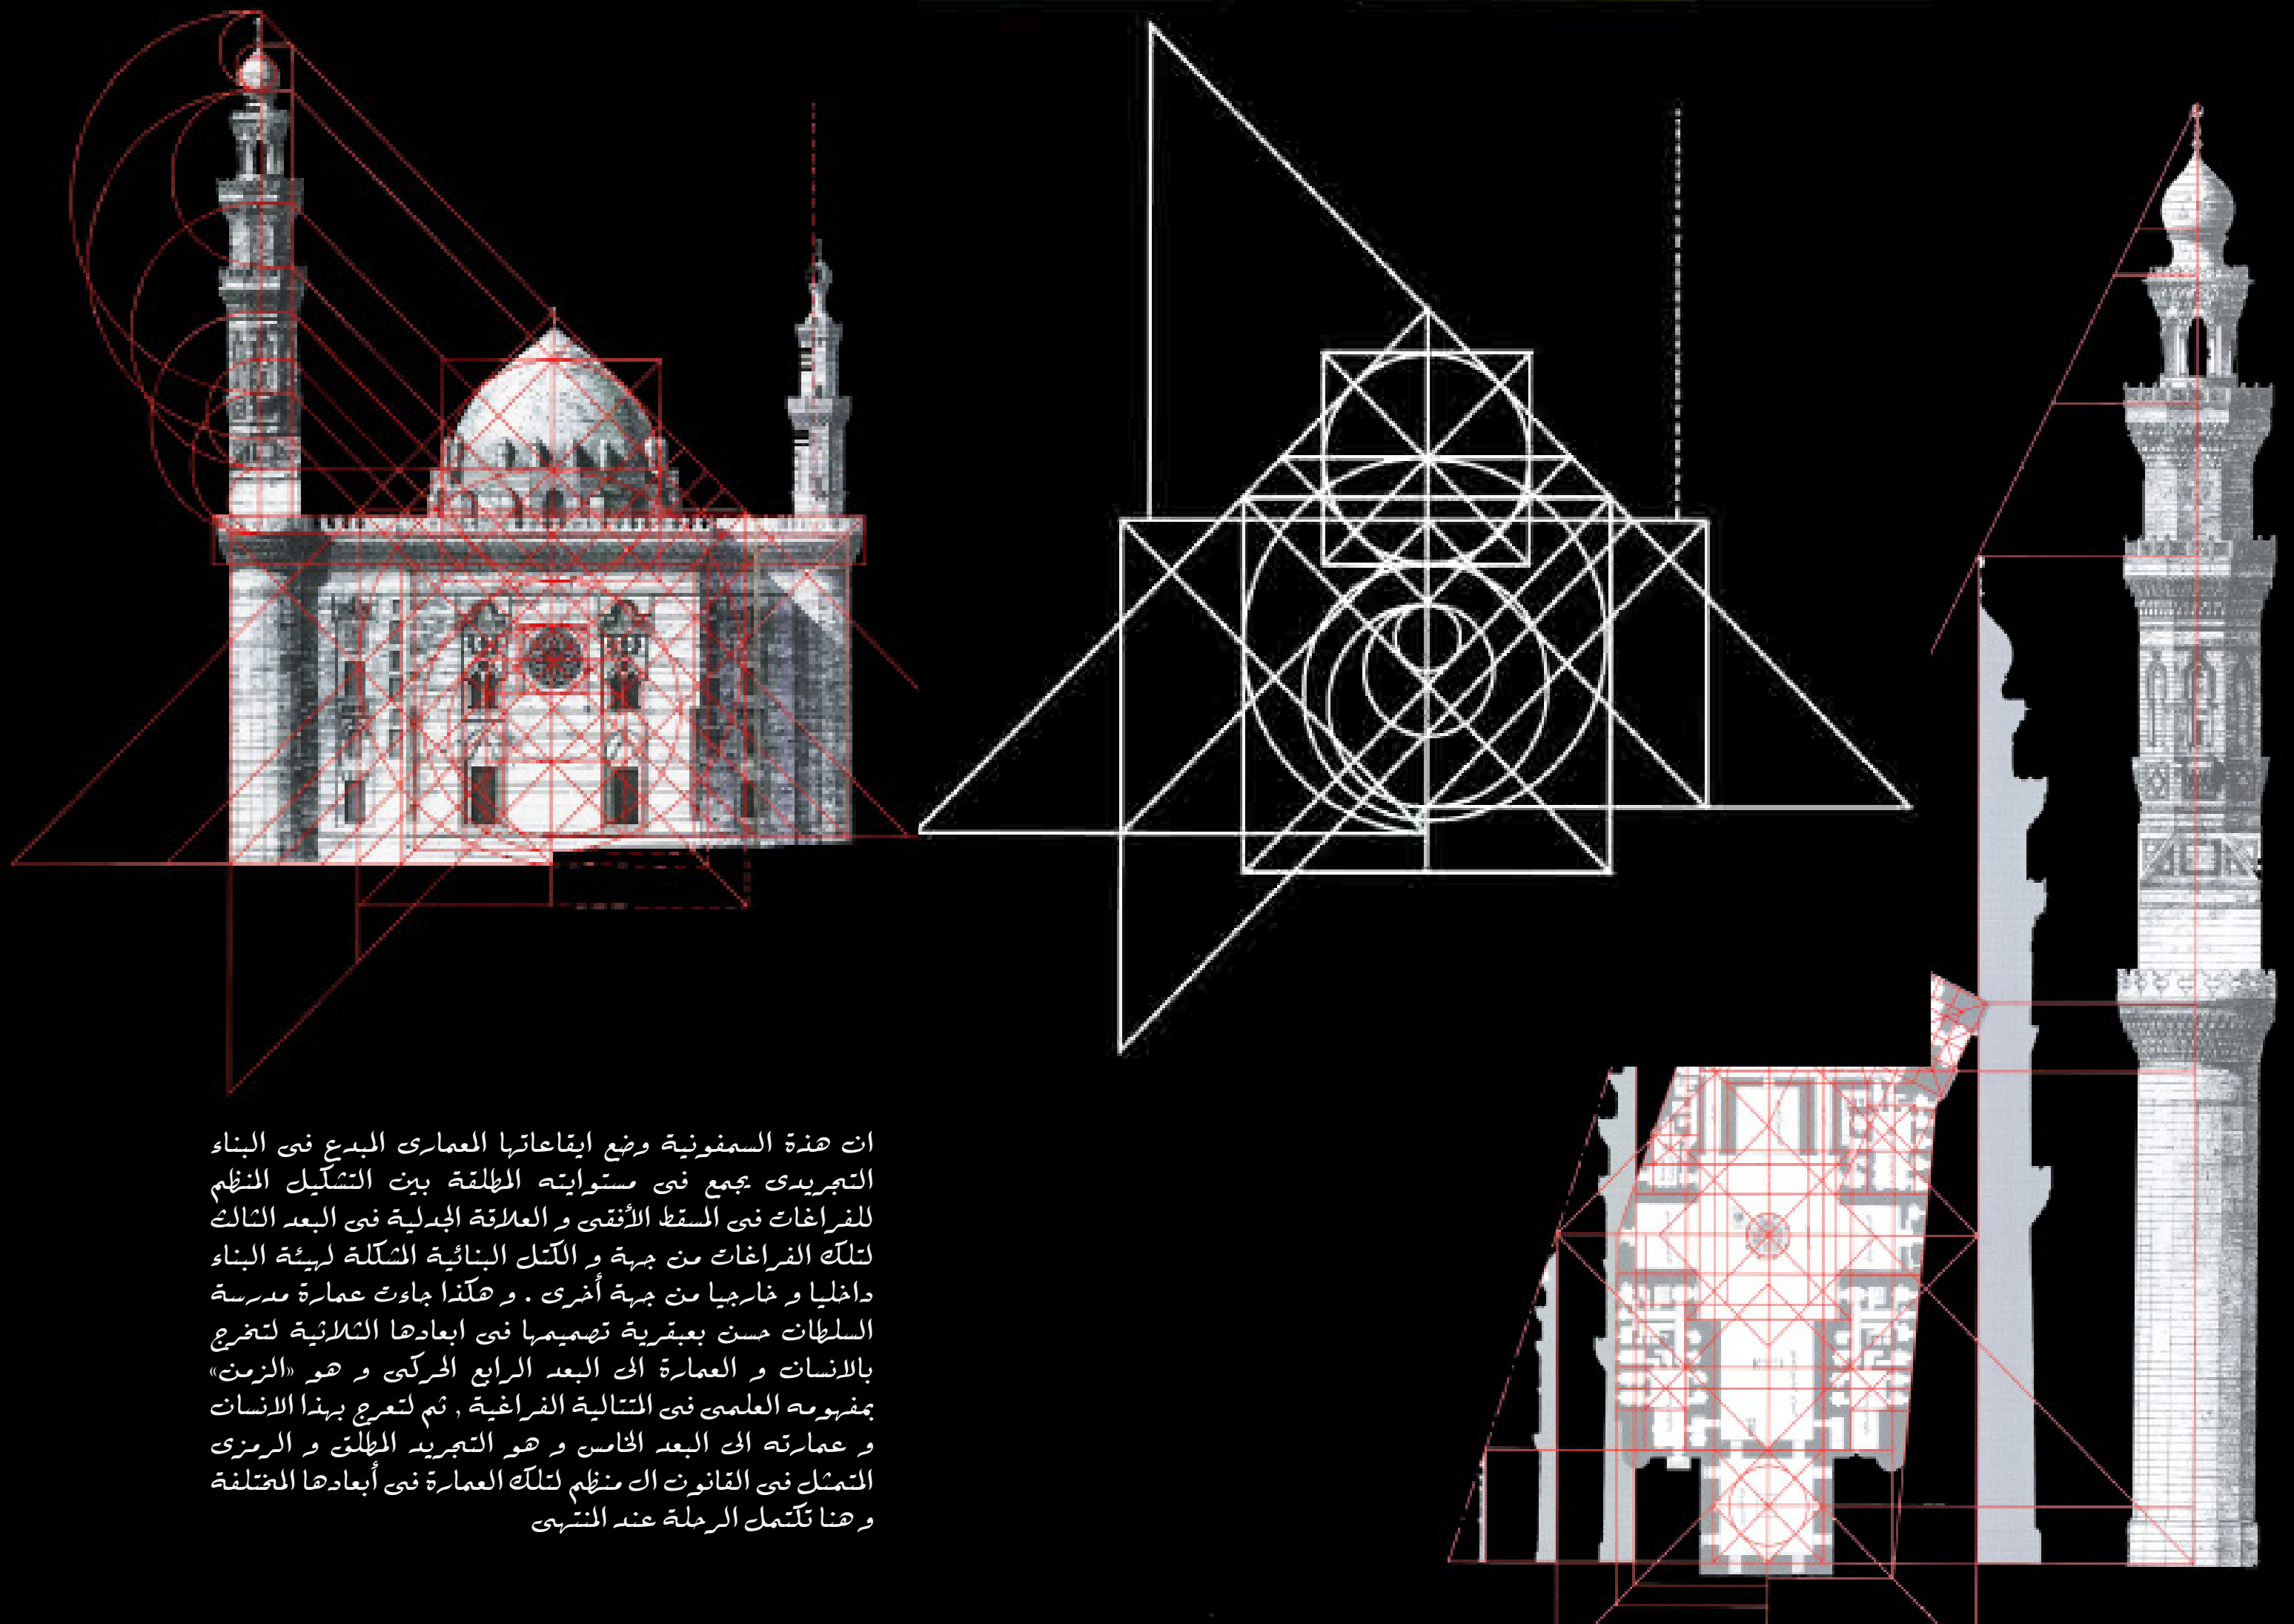 ان هذة السمفونية وضع ايقاعاتها المعمارى المبدع فى البناء
التجريدى يجمع فى مستوايته المطلقة بين التشكيل المنظم
للفراغات فى المسقط الأفقى و العلاقة الجدلية فى البعد الثالث
لتلك الفراغات من جهة و الكتل البنائية المشكلة لهيئة البناء
داخليا و خارجيا من جهة أخرى . و هكذا جاءت عمارة مدرسة
السلطان حسن بعبقرية تصميمها فى ابعادها الثلاثية لتخرج
بالانسان و العمارة الى البعد الرابع الحركى و هو «الزمن»
بمفهومه العلمى فى المتتالية الفراغية , ثم لتعرج بهذا الانسان
و عمارته الى البعد الخامس و هو التجريد المطلق و الرمزى
المتمثل فى القانون ال منظم لتلك العمارة فى أبعادها المختلفة
و هنا تكتمل الرحلة عند المنتهى